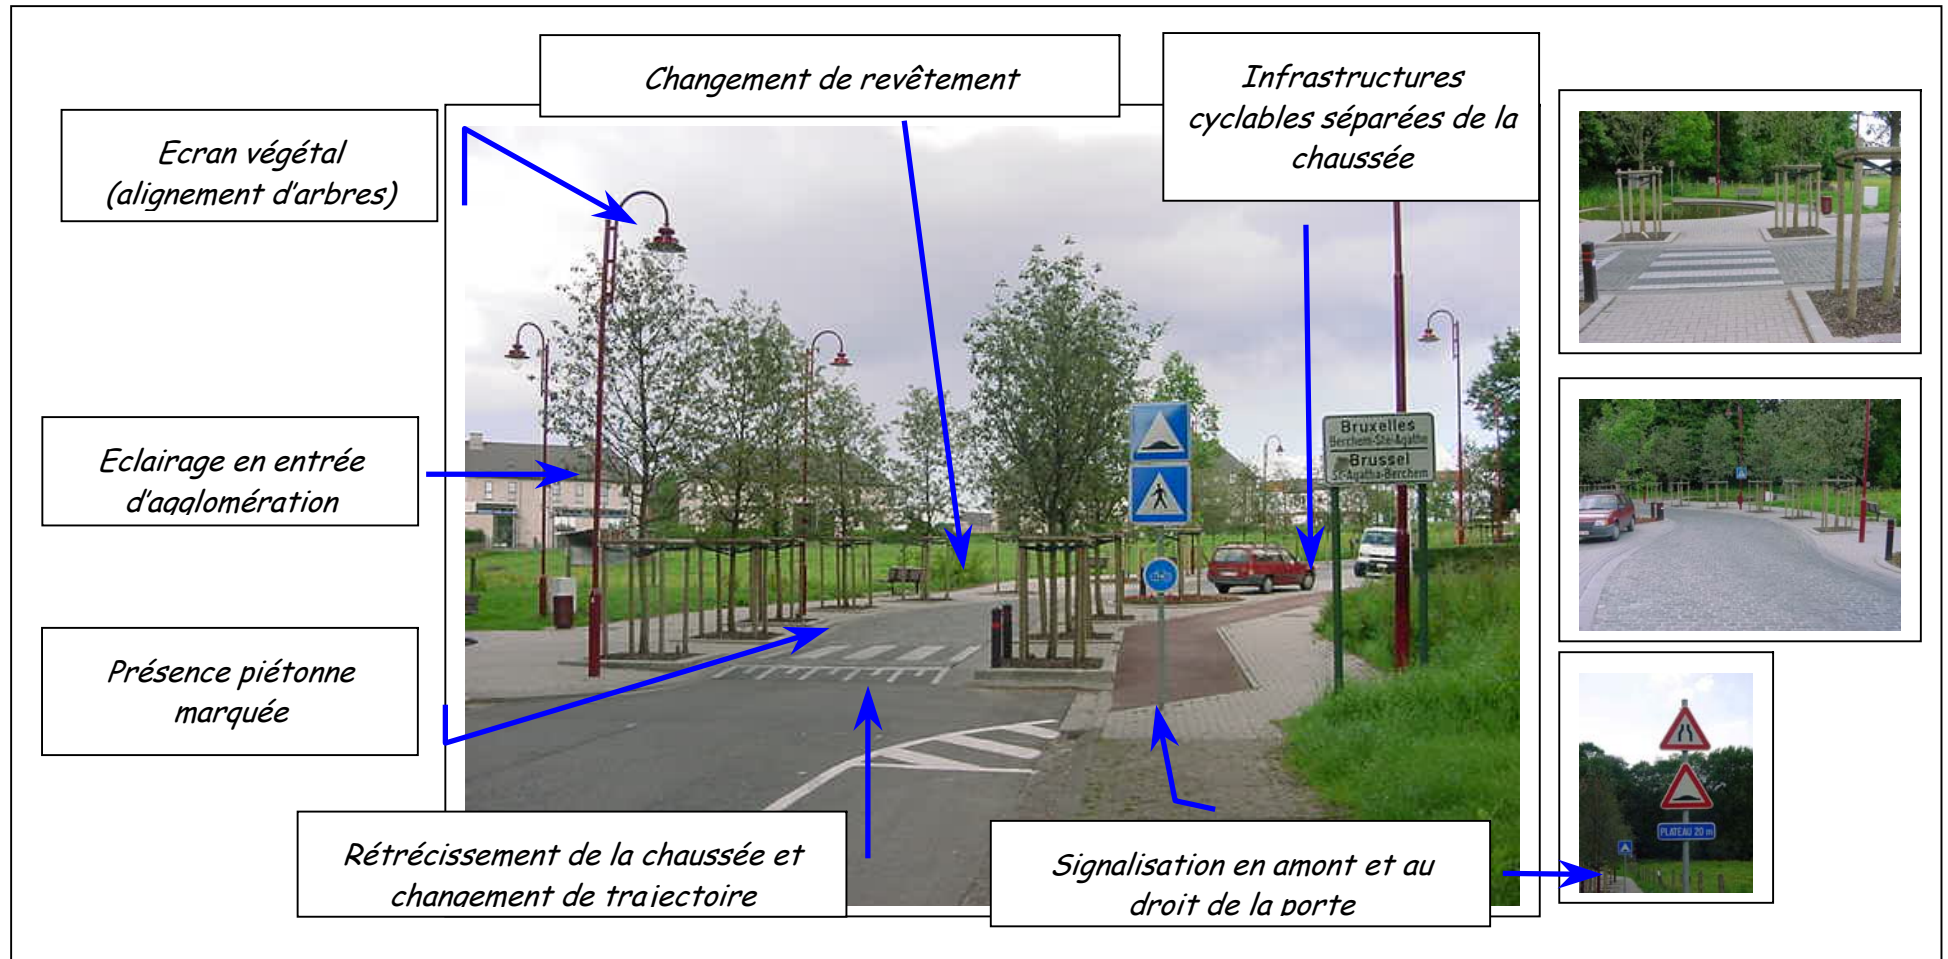 Changement de revêtement
Infrastructures
cyclables séparées de la
chaussée
Ecran végétal
(alignement d'arbres)
Eclairage en entrée
d'agglomération
Présence piétonne
marquée
Rétrécissement de la chaussée et
changement de trajectoire
Signalisation en amont et au
droit de la porte
Bruxelles
Berchem-Ste-Agathe
Brussel
St-Agatha-Berchem
PLATEAU 20 m